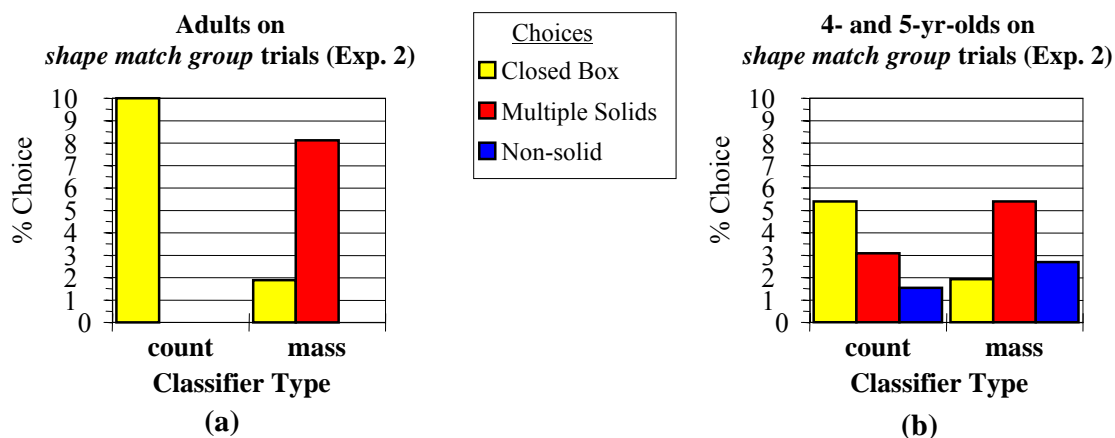 Adults on
shape match group trials (Exp. 2)
10
9
8
7
6
5
4
3
2
1
0
% Choice
count mass
Classifier Type
(a)
Choices
Closed Box
Multiple Solids
Non-solid
4- and 5-yr-olds on
shape match group trials (Exp. 2)
10
9
8
7
6
5
4
3
2
1
0
% Choice
count mass
Classifier Type
(b)